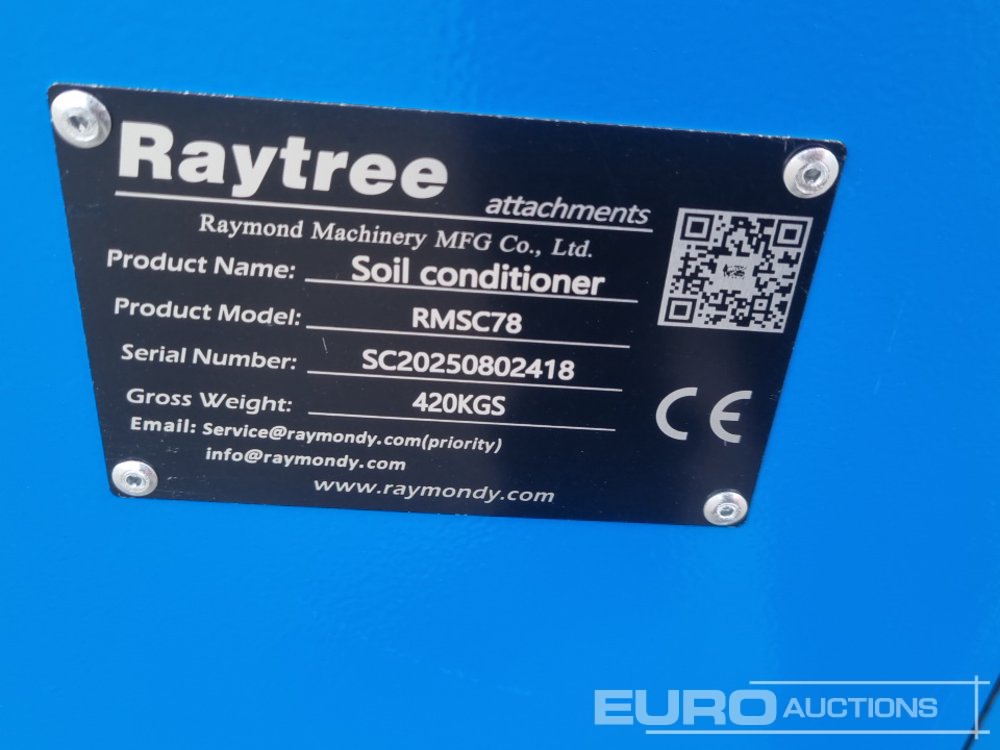 Raytree
attachments
Raymond Machinery MFG Co., Ltd.
Product Name: Soil conditioner
Product Model: RMSC78
Serial Number: SC20250802418
Gross Weight: 420KGS
Email: Service@raymondy.com(priority)
info@raymondy.com
www.raymondy.com
CE
EURO AUCTIONS